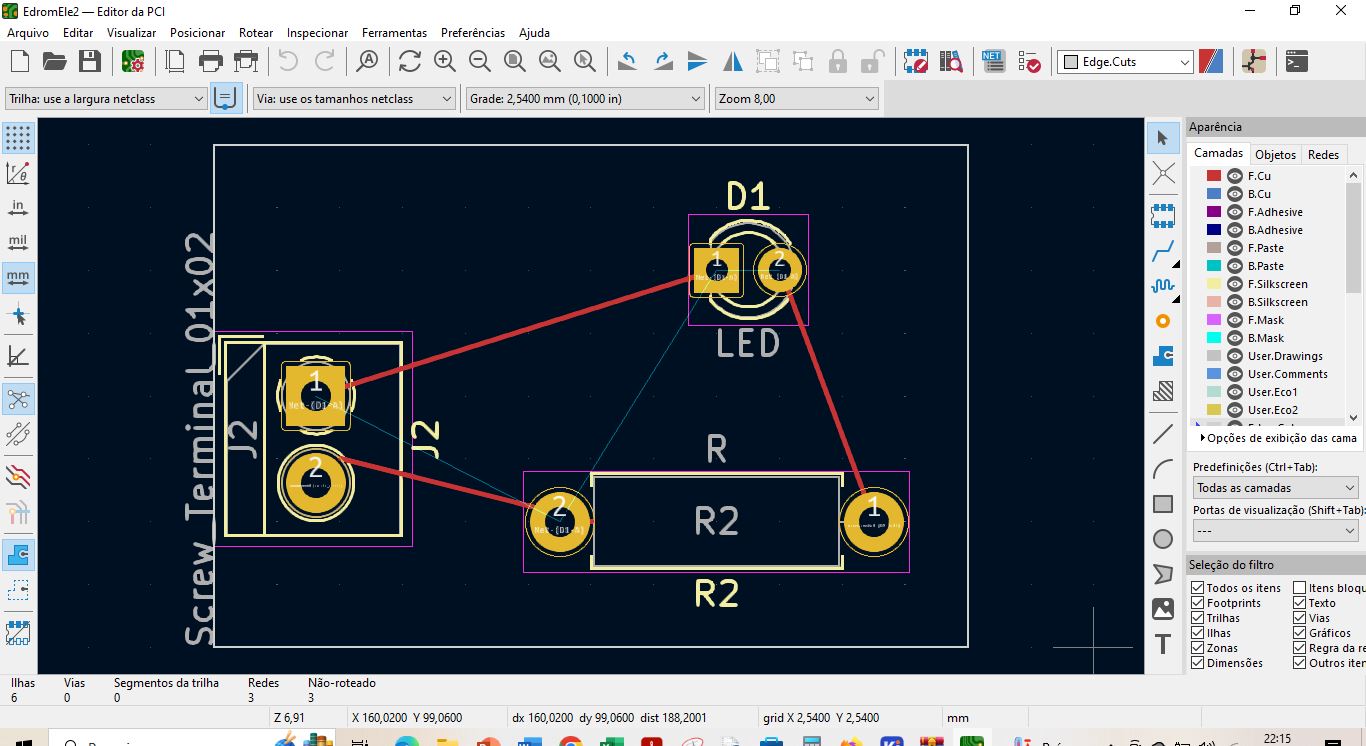 EdromEle2 — Editor da PCI
Arquivo Editar Visualizar Posicionar Rotear Inspecionar Ferramentas Preferências Ajuda
Edge.Cuts
Trilha: use a largura netclass
Via: use os tamanhos netclass
Grade: 2,5400 mm (0,1000 in)
Zoom 8,00
in
mil
mm
Screw_Terminal_01x02
J2
J2
1
2
D1
1
2
LED
R
2
R2
1
R2
NET
T
Aparência
Camadas Objetos Redes
F.Cu
B.Cu
F.Adhesive
B.Adhesive
F.Paste
B.Paste
F.Silkscreen
B.Silkscreen
F.Mask
B.Mask
User.Drawings
User.Comments
User.Eco1
User.Eco2
Opções de exibição das cama
Predefinições (Ctrl+Tab):
Todas as camadas
Portas de visualização (Shift+Tab):
---
Seleção do filtro
Todos os itens Itens bloqu
Footprints Texto
Trilhas Vias
Ilhas Gráficos
Zonas Regra da re
Dimensões Outros iten
Ilhas Vias Segmentos da trilha Redes Não-roteado
6 0 0 3 3
Z 6,91 X 160,0200 Y 99,0600 dx 160,0200 dy 99,0600 dist 188,2001 grid X 2,5400 Y 2,5400 mm
22:15